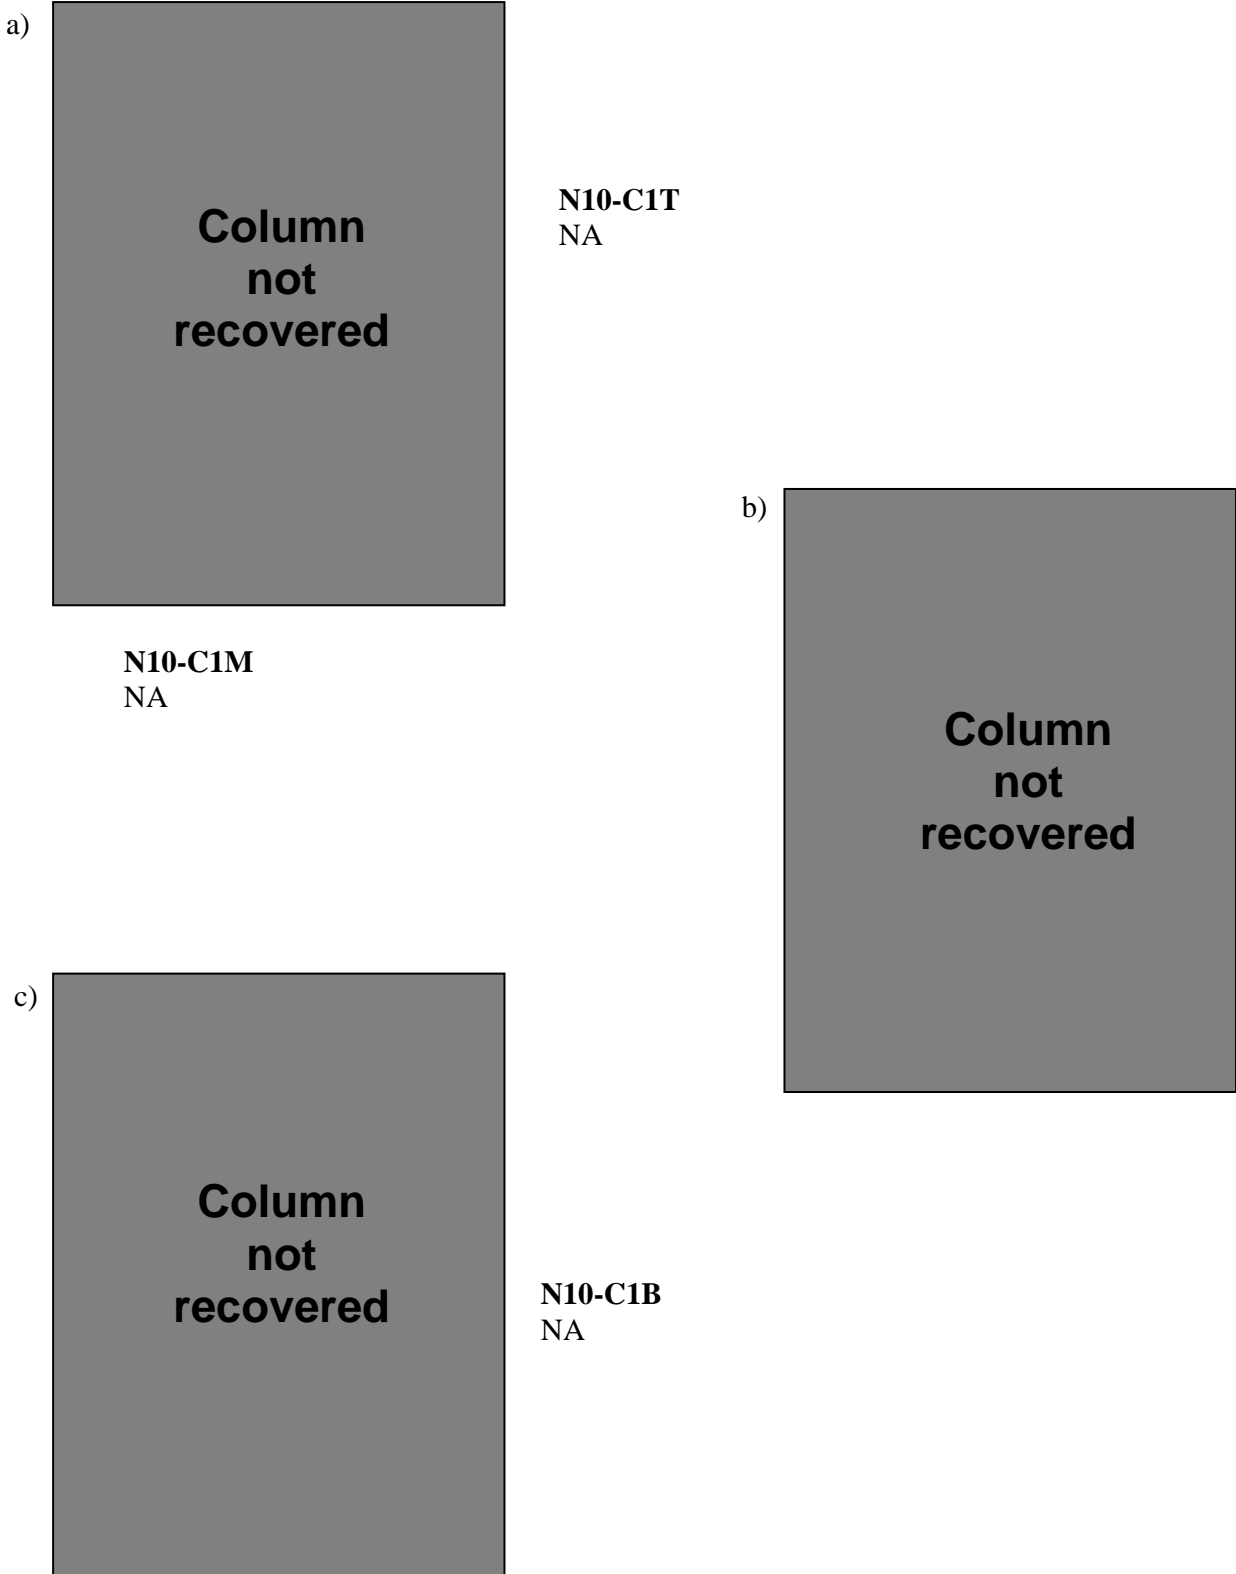 a)
Column
not
recovered
N10-C1T
NA
b)
Column
not
recovered
N10-C1M
NA
c)
Column
not
recovered
N10-C1B
NA